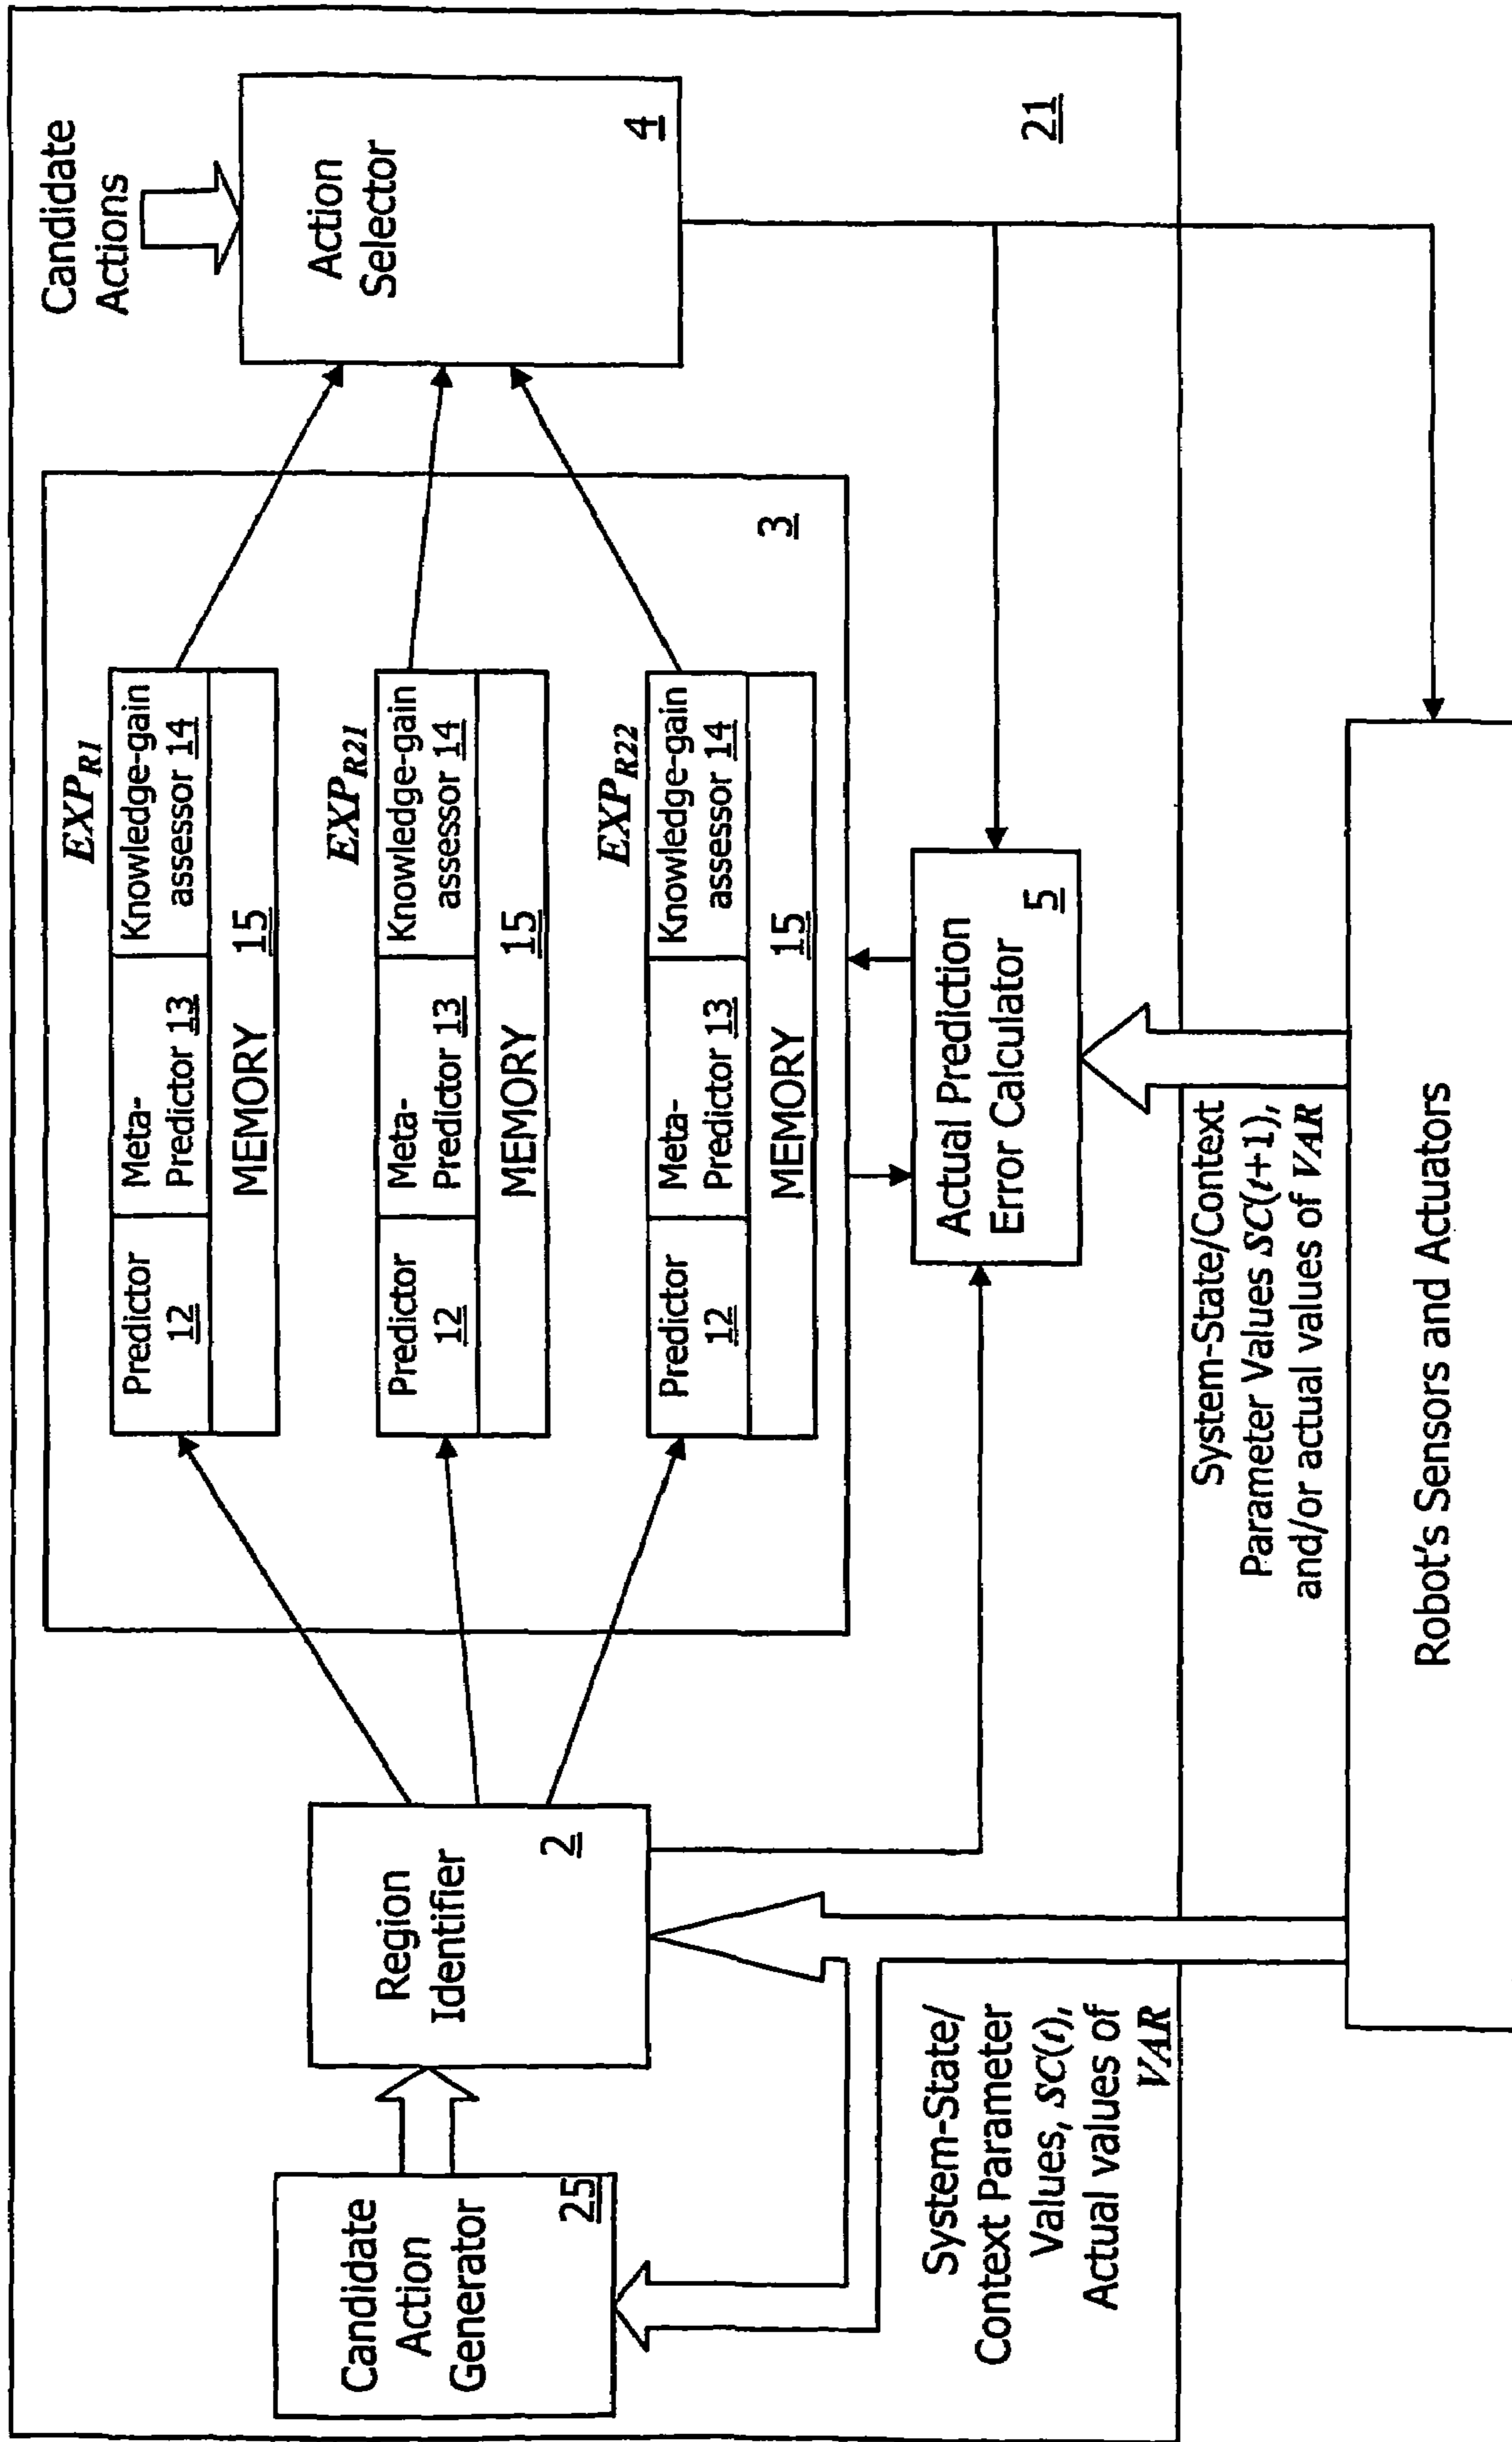 Candidate
Actions
Action
Selector
4
21
EXP_R1
Predictor
12
Meta-
Predictor 13
Knowledge-gain
assessor 14
MEMORY 15
EXP_R21
Predictor
12
Meta-
Predictor 13
Knowledge-gain
assessor 14
MEMORY 15
EXP_R22
Predictor
12
Meta-
Predictor 13
Knowledge-gain
assessor 14
MEMORY 15
3
Region
Identifier
2
Candidate
Action
Generator
25
Actual Prediction
Error Calculator
5
System-State/
Context Parameter
Values, SC(t),
Actual values of
VAR
System-State/Context
Parameter Values SC(t+1),
and/or actual values of VAR
Robot's Sensors and Actuators